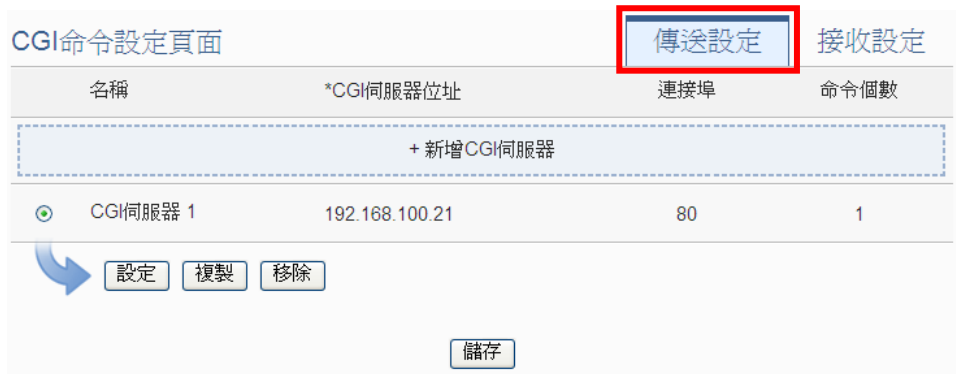 CGI命令設定頁面 傳送設定 接收設定
名稱 *CGI伺服器位址 連接埠 命令個數
+ 新增CGI伺服器
CGI伺服器 1 192.168.100.21 80 1
設定 複製 移除
儲存